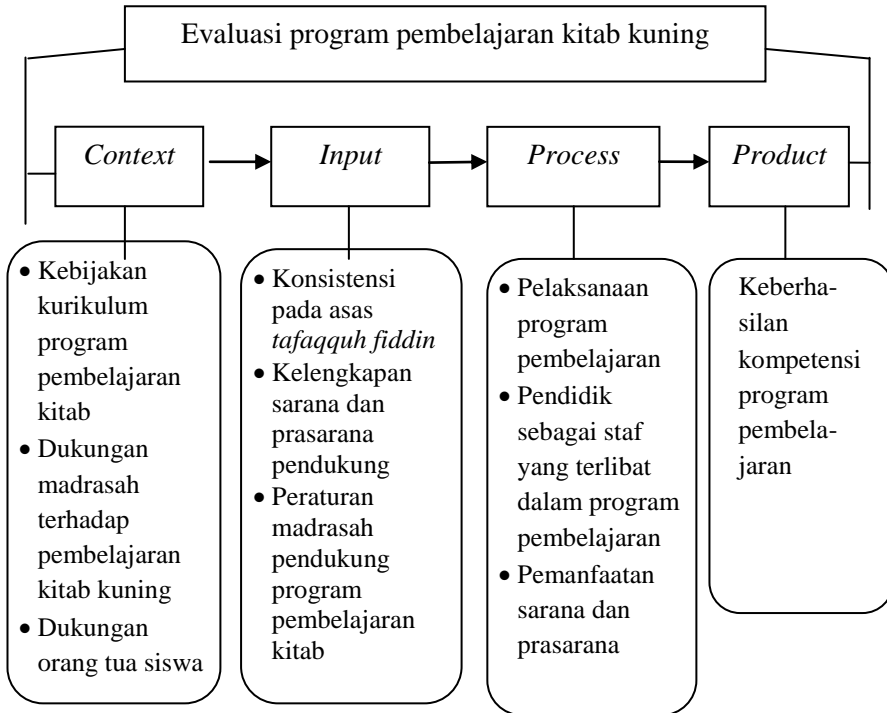 Evaluasi program pembelajaran kitab kuning
Context
Input
Process
Product
• Kebijakan
kurikulum
program
pembelajaran
kitab
• Dukungan
madrasah
terhadap
pembelajaran
kitab kuning
• Dukungan
orang tua siswa
• Konsistensi
pada asas
tafaqquh fiddin
• Kelengkapan
sarana dan
prasarana
pendukung
• Peraturan
madrasah
pendukung
program
pembelajaran
kitab
• Pelaksanaan
program
pembelajaran
• Pendidik
sebagai staf
yang terlibat
dalam program
pembelajaran
• Pemanfaatan
sarana dan
prasarana
Keberha-
silan
kompetensi
program
pembela-
jaran